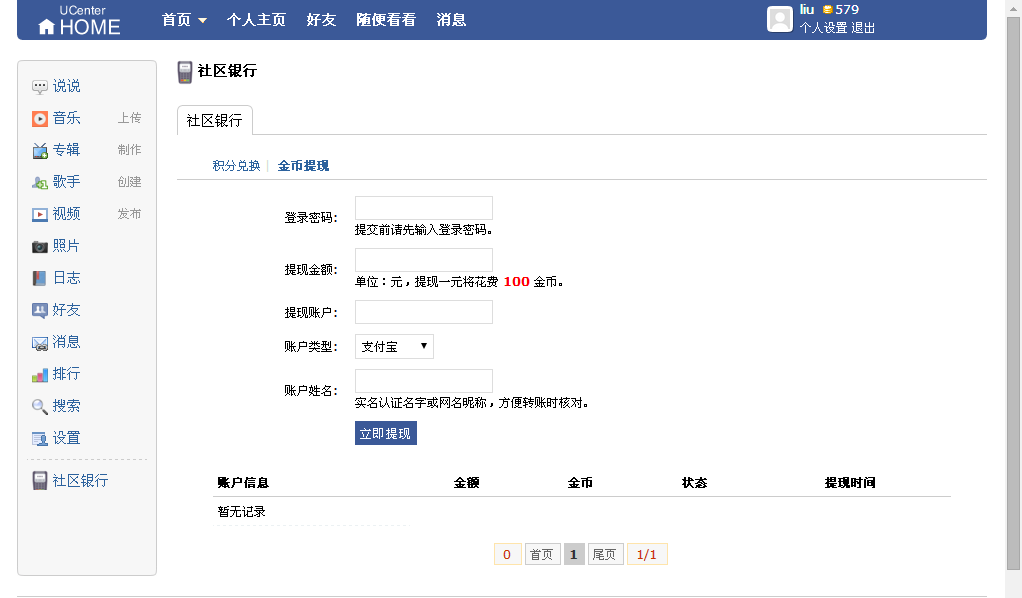 UCenter
HOME
首页 个人主页 好友 随便看看 消息
liu 579
个人设置 退出
说说
音乐 上传
专辑 制作
歌手 创建
视频 发布
照片
日志
好友
消息
排行
搜索
设置
社区银行
社区银行
社区银行
积分兑换 | 金币提现
登录密码:
提交前请先输入登录密码。
提现金额:
单位：元，提现一元将花费 100 金币。
提现账户:
账户类型: 支付宝
账户姓名:
实名认证名字或网名昵称，方便转账时核对。
立即提现
账户信息 金额 金币 状态 提现时间
暂无记录
0 首页 1 尾页 1/1